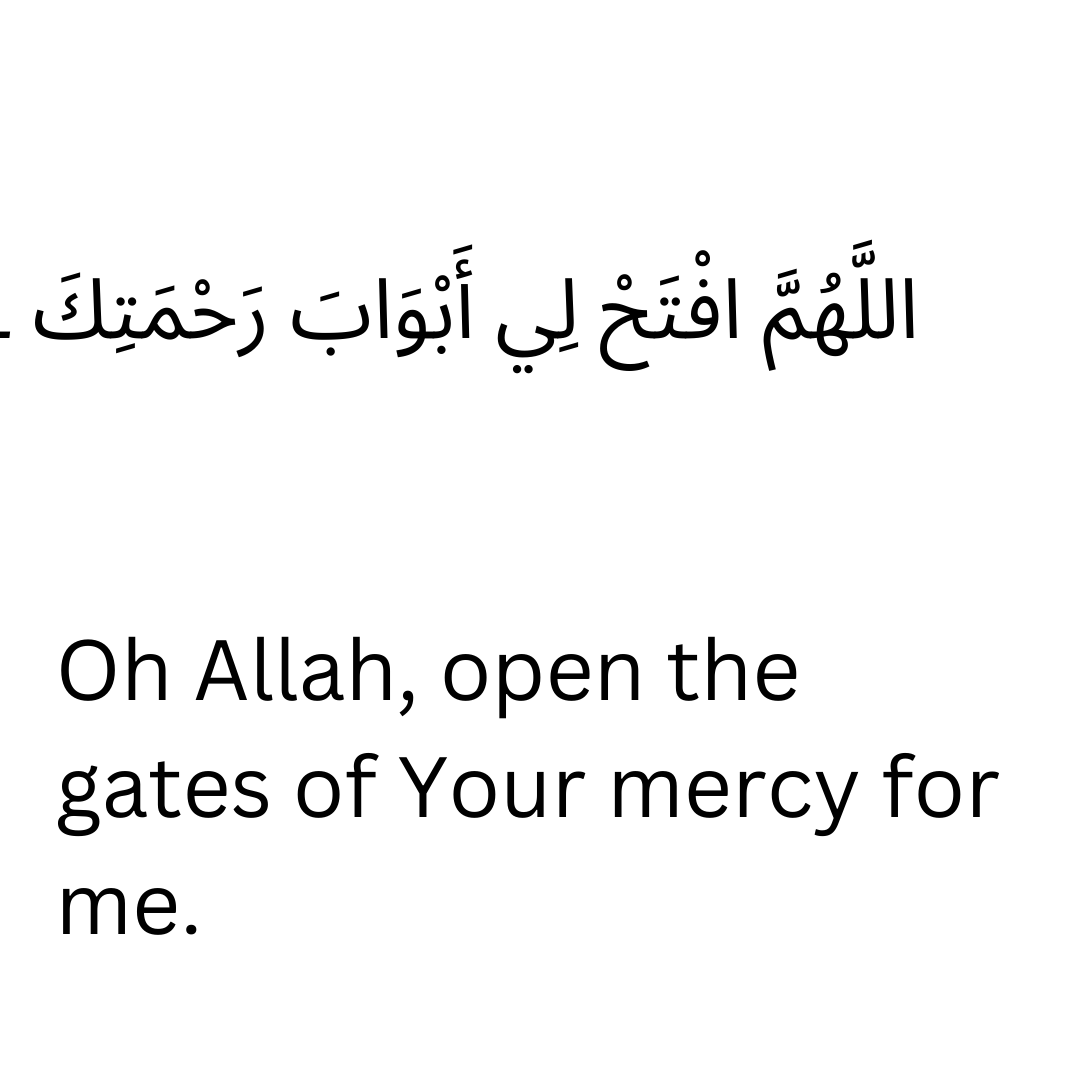 اللَّهُمَّ افْتَحْ لِي أَبْوَابَ رَحْمَتِكَ
Oh Allah, open the
gates of Your mercy for
me.